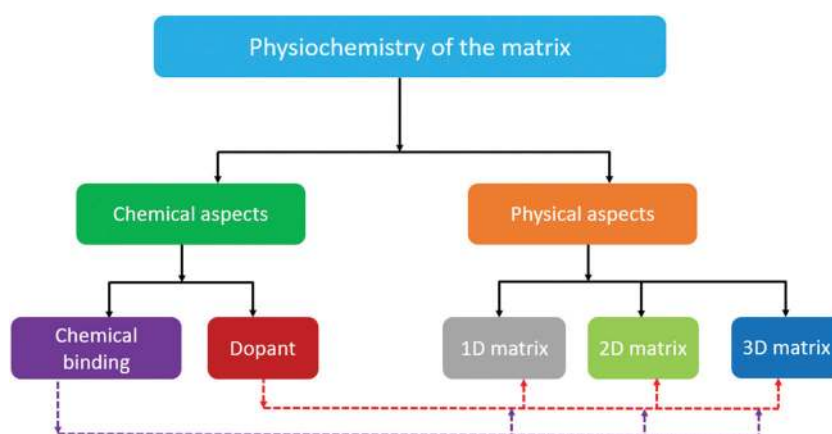 Physiochemistry of the matrix
Chemical aspects
Physical aspects
Chemical
binding
Dopant
1D matrix
2D matrix
3D matrix